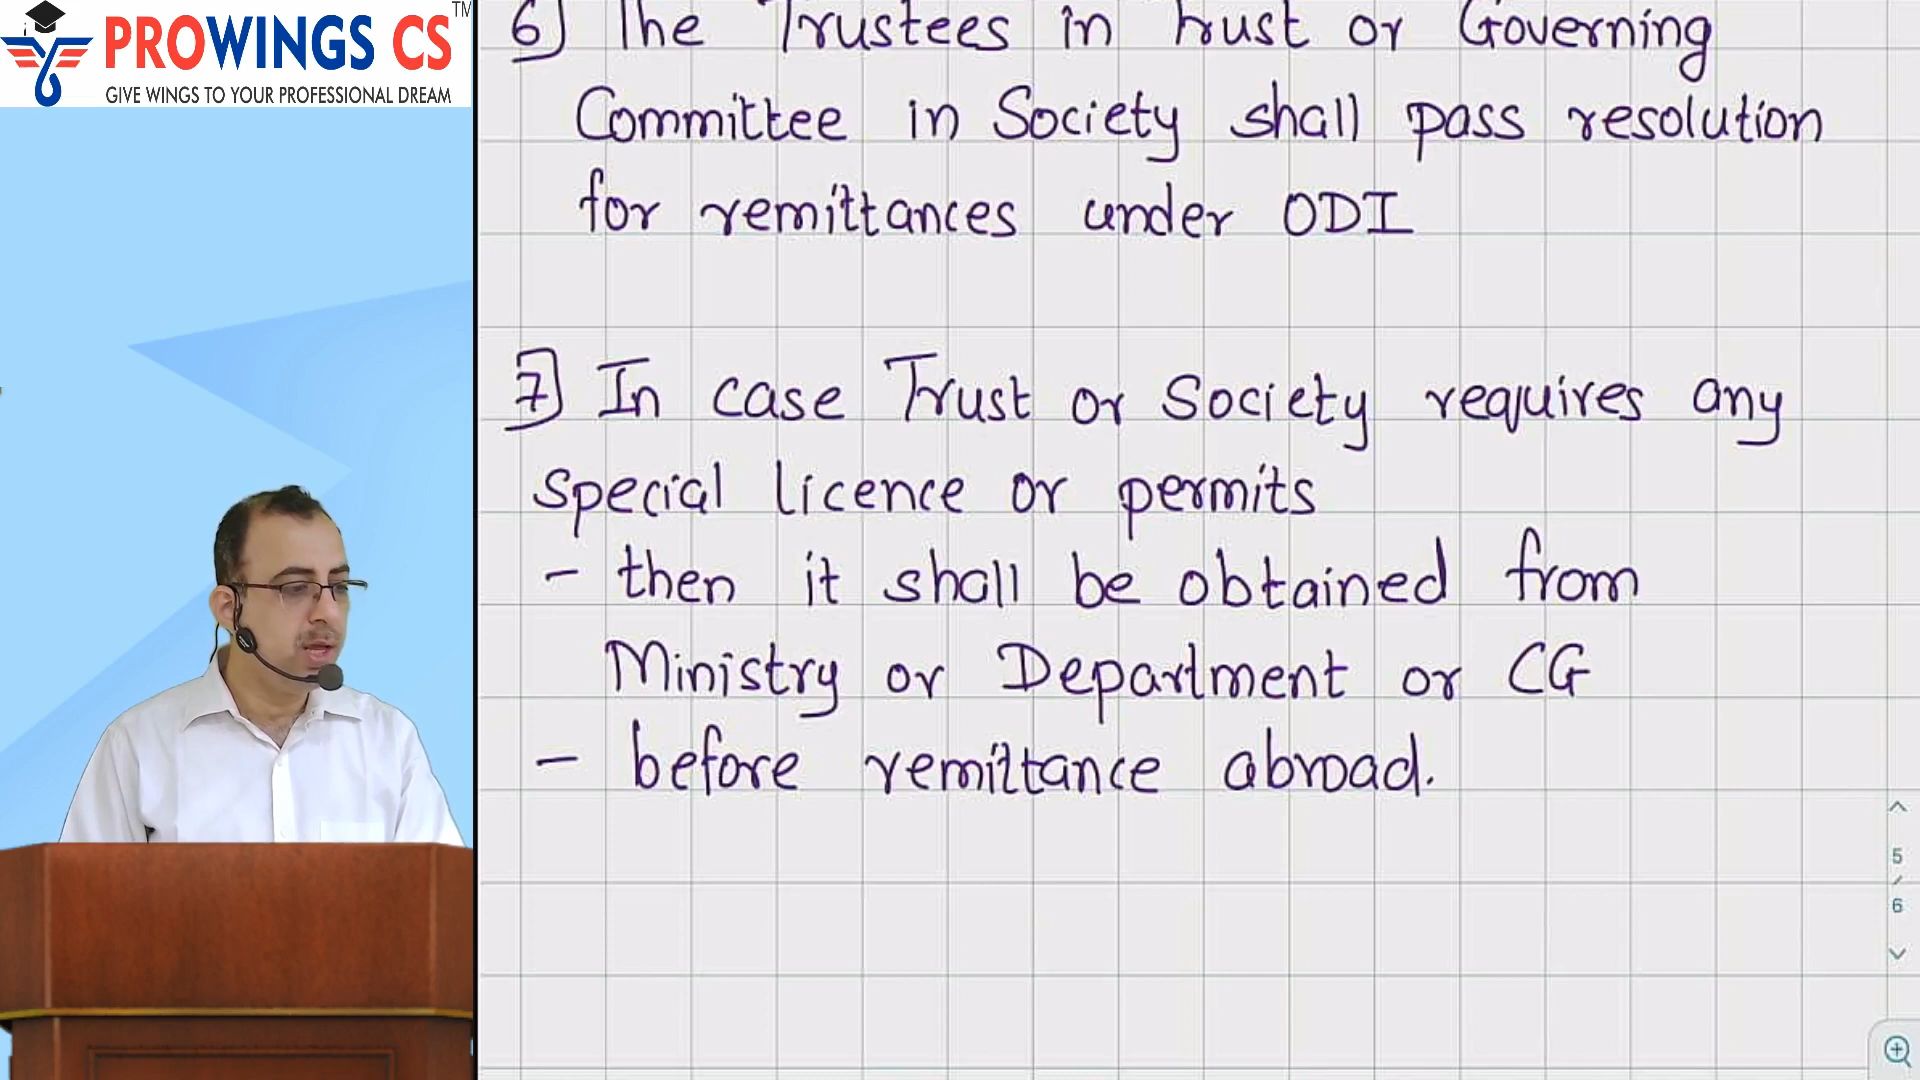 PROWINGS CS™
GIVE WINGS TO YOUR PROFESSIONAL DREAM
6] The Trustees in trust or Governing
Committee in Society shall pass resolution
for remittances under ODI
7] In case Trust or Society requires any
special licence or permits
- then it shall be obtained from
Ministry or Department or CG
- before remittance abroad.
5
/
6